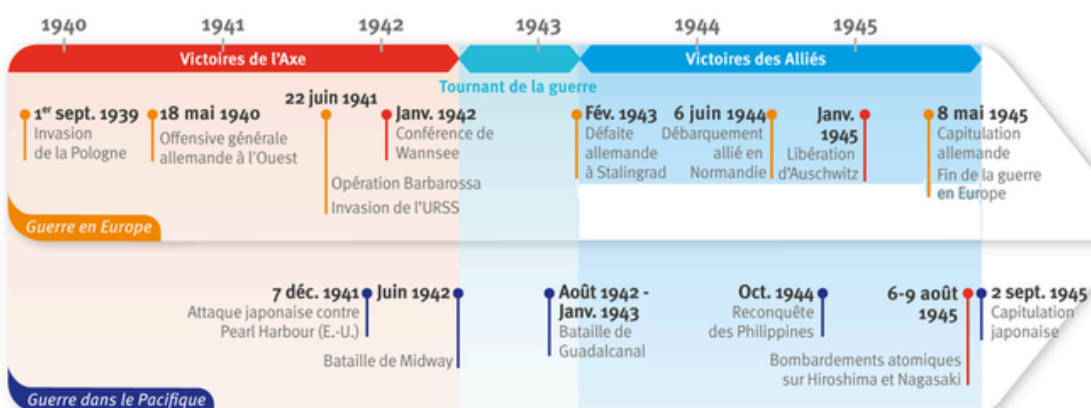 1940 1941 1942 1943 1944 1945
Victoires de l'Axe
Tournant de la guerre
Victoires des Alliés
1er sept. 1939
Invasion
de la Pologne
18 mai 1940
Offensive générale
allemande à l'Ouest
22 juin 1941
Opération Barbarossa
Invasion de l'URSS
Janv. 1942
Conférence de
Wannsee
Fév. 1943
Défaite
allemande
à Stalingrad
6 juin 1944
Débarquement
allié en
Normandie
Janv.
1945
Libération
d'Auschwitz
8 mai 1945
Capitulation
allemande
Fin de la guerre
en Europe
Guerre en Europe
7 déc. 1941
Attaque japonaise contre
Pearl Harbour (E.-U.)
Juin 1942
Bataille de Midway
Août 1942 -
Janv. 1943
Bataille de
Guadalcanal
Oct. 1944
Reconquête
des Philippines
6-9 août
1945
Bombardements atomiques
sur Hiroshima et Nagasaki
2 sept. 1945
Capitulation
japonaise
Guerre dans le Pacifique